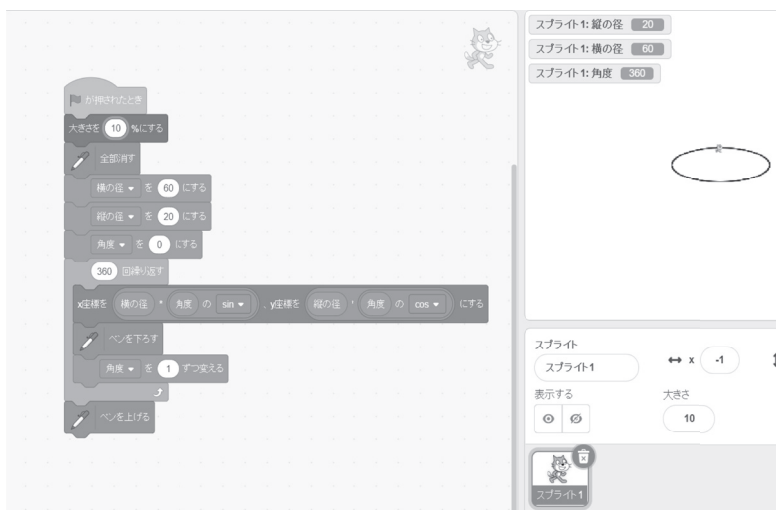 が押されたとき
大きさを 10 %にする
全部消す
横の径 を 60 にする
縦の径 を 20 にする
角度 を 0 にする
360 回繰り返す
x座標を 横の径 * 角度 の sin 、y座標を 縦の径 * 角度 の cos にする
ペンを下ろす
角度 を 1 ずつ変える
ペンを上げる
スプライト1: 縦の径 20
スプライト1: 横の径 60
スプライト1: 角度 360
スプライト
スプライト1 x -1
表示する 大きさ
10
スプライト1